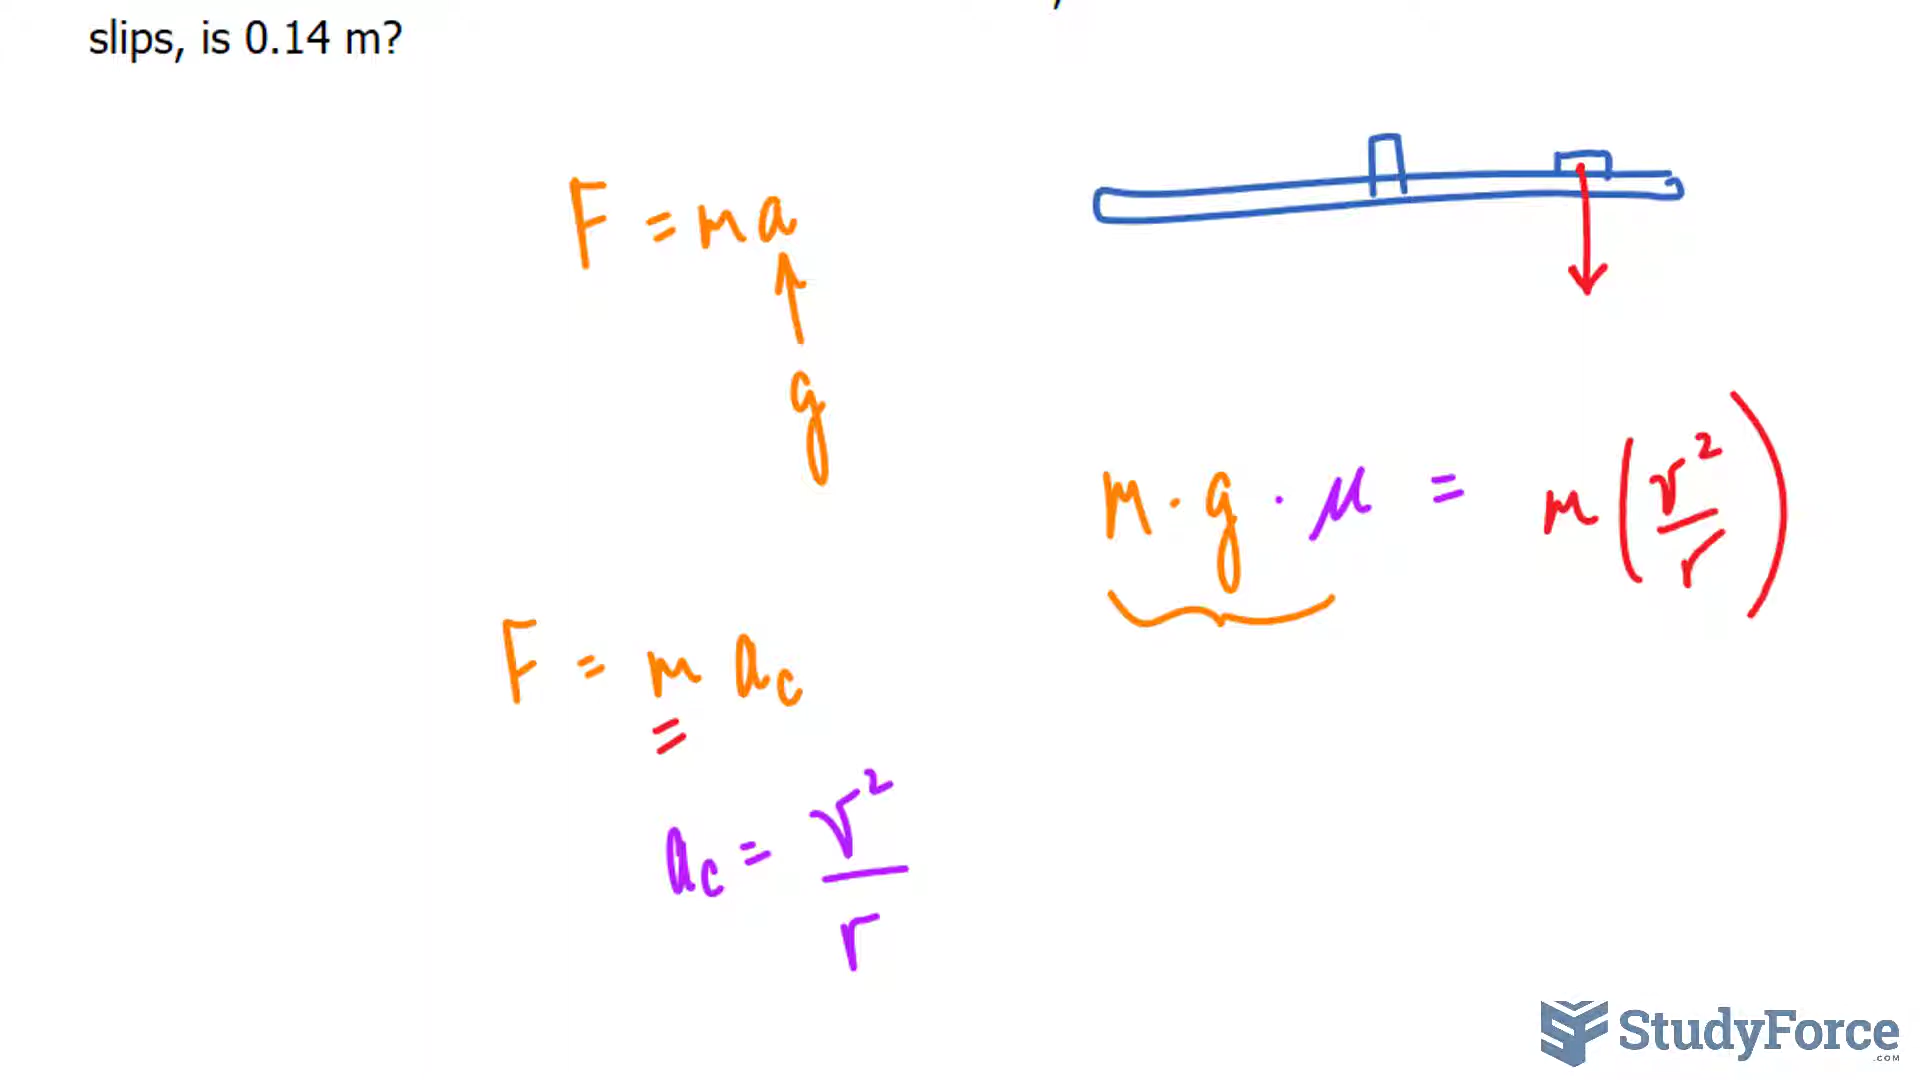 slips, is 0.14 m?
F = ma
g
m · g · μ = m(v²/r)
F = m a_c
a_c = v²/r
StudyForce
.COM